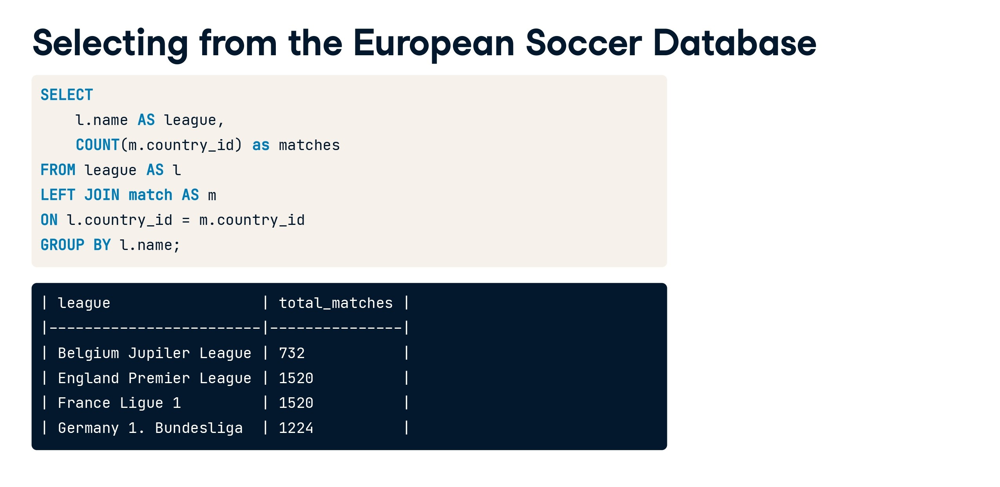 Selecting from the European Soccer Database
SELECT
    l.name AS league,
    COUNT(m.country_id) as matches
FROM league AS l
LEFT JOIN match AS m
ON l.country_id = m.country_id
GROUP BY l.name;
| league                 | total_matches |
|------------------------|---------------|
| Belgium Jupiler League | 732           |
| England Premier League | 1520          |
| France Ligue 1         | 1520          |
| Germany 1. Bundesliga  | 1224          |